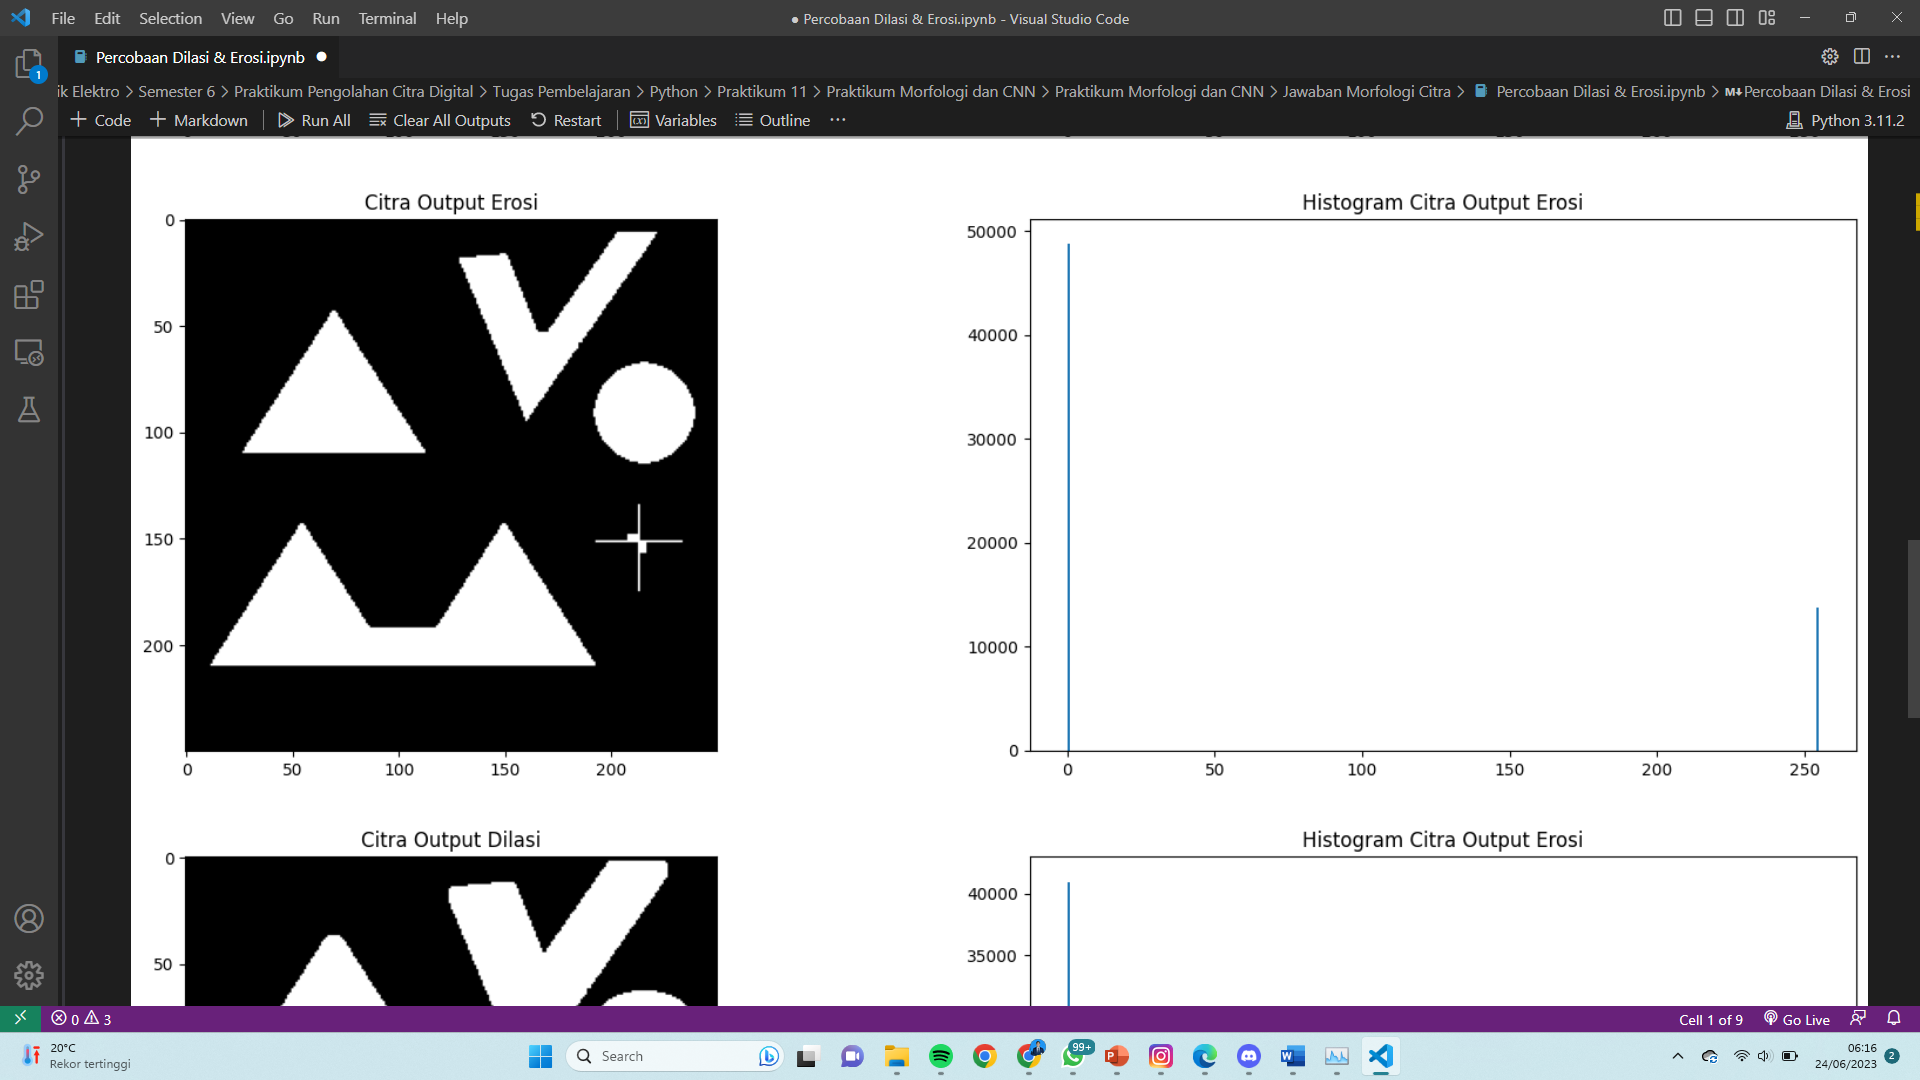 File Edit Selection View Go Run Terminal Help
● Percobaan Dilasi & Erosi.ipynb - Visual Studio Code
Percobaan Dilasi & Erosi.ipynb ●
1
ik Elektro > Semester 6 > Praktikum Pengolahan Citra Digital > Tugas Pembelajaran > Python > Praktikum 11 > Praktikum Morfologi dan CNN > Praktikum Morfologi dan CNN > Jawaban Morfologi Citra > Percobaan Dilasi & Erosi.ipynb > M↓Percobaan Dilasi & Erosi
+ Code + Markdown Run All Clear All Outputs Restart Variables Outline ... Python 3.11.2
Citra Output Erosi
0
50
100
150
200
0 50 100 150 200
Histogram Citra Output Erosi
50000
40000
30000
20000
10000
0
0 50 100 150 200 250
Citra Output Dilasi
0
50
Histogram Citra Output Erosi
40000
35000
0 3
Cell 1 of 9 Go Live
20°C
Rekor tertinggi
Search
99+
06:16
24/06/2023
2